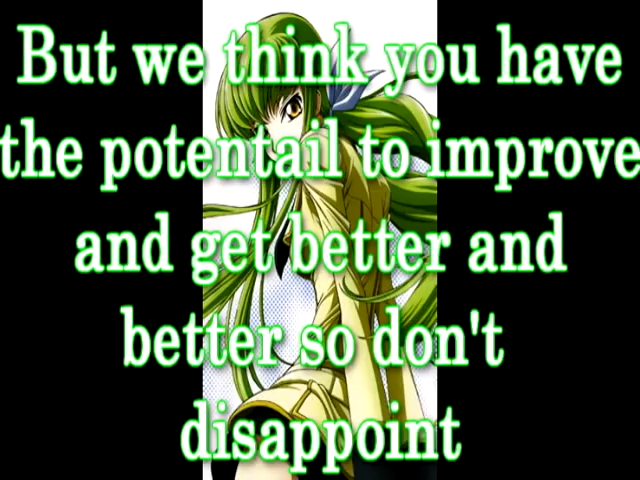 But we think you have
the potentail to improve
and get better and
better so don't
disappoint